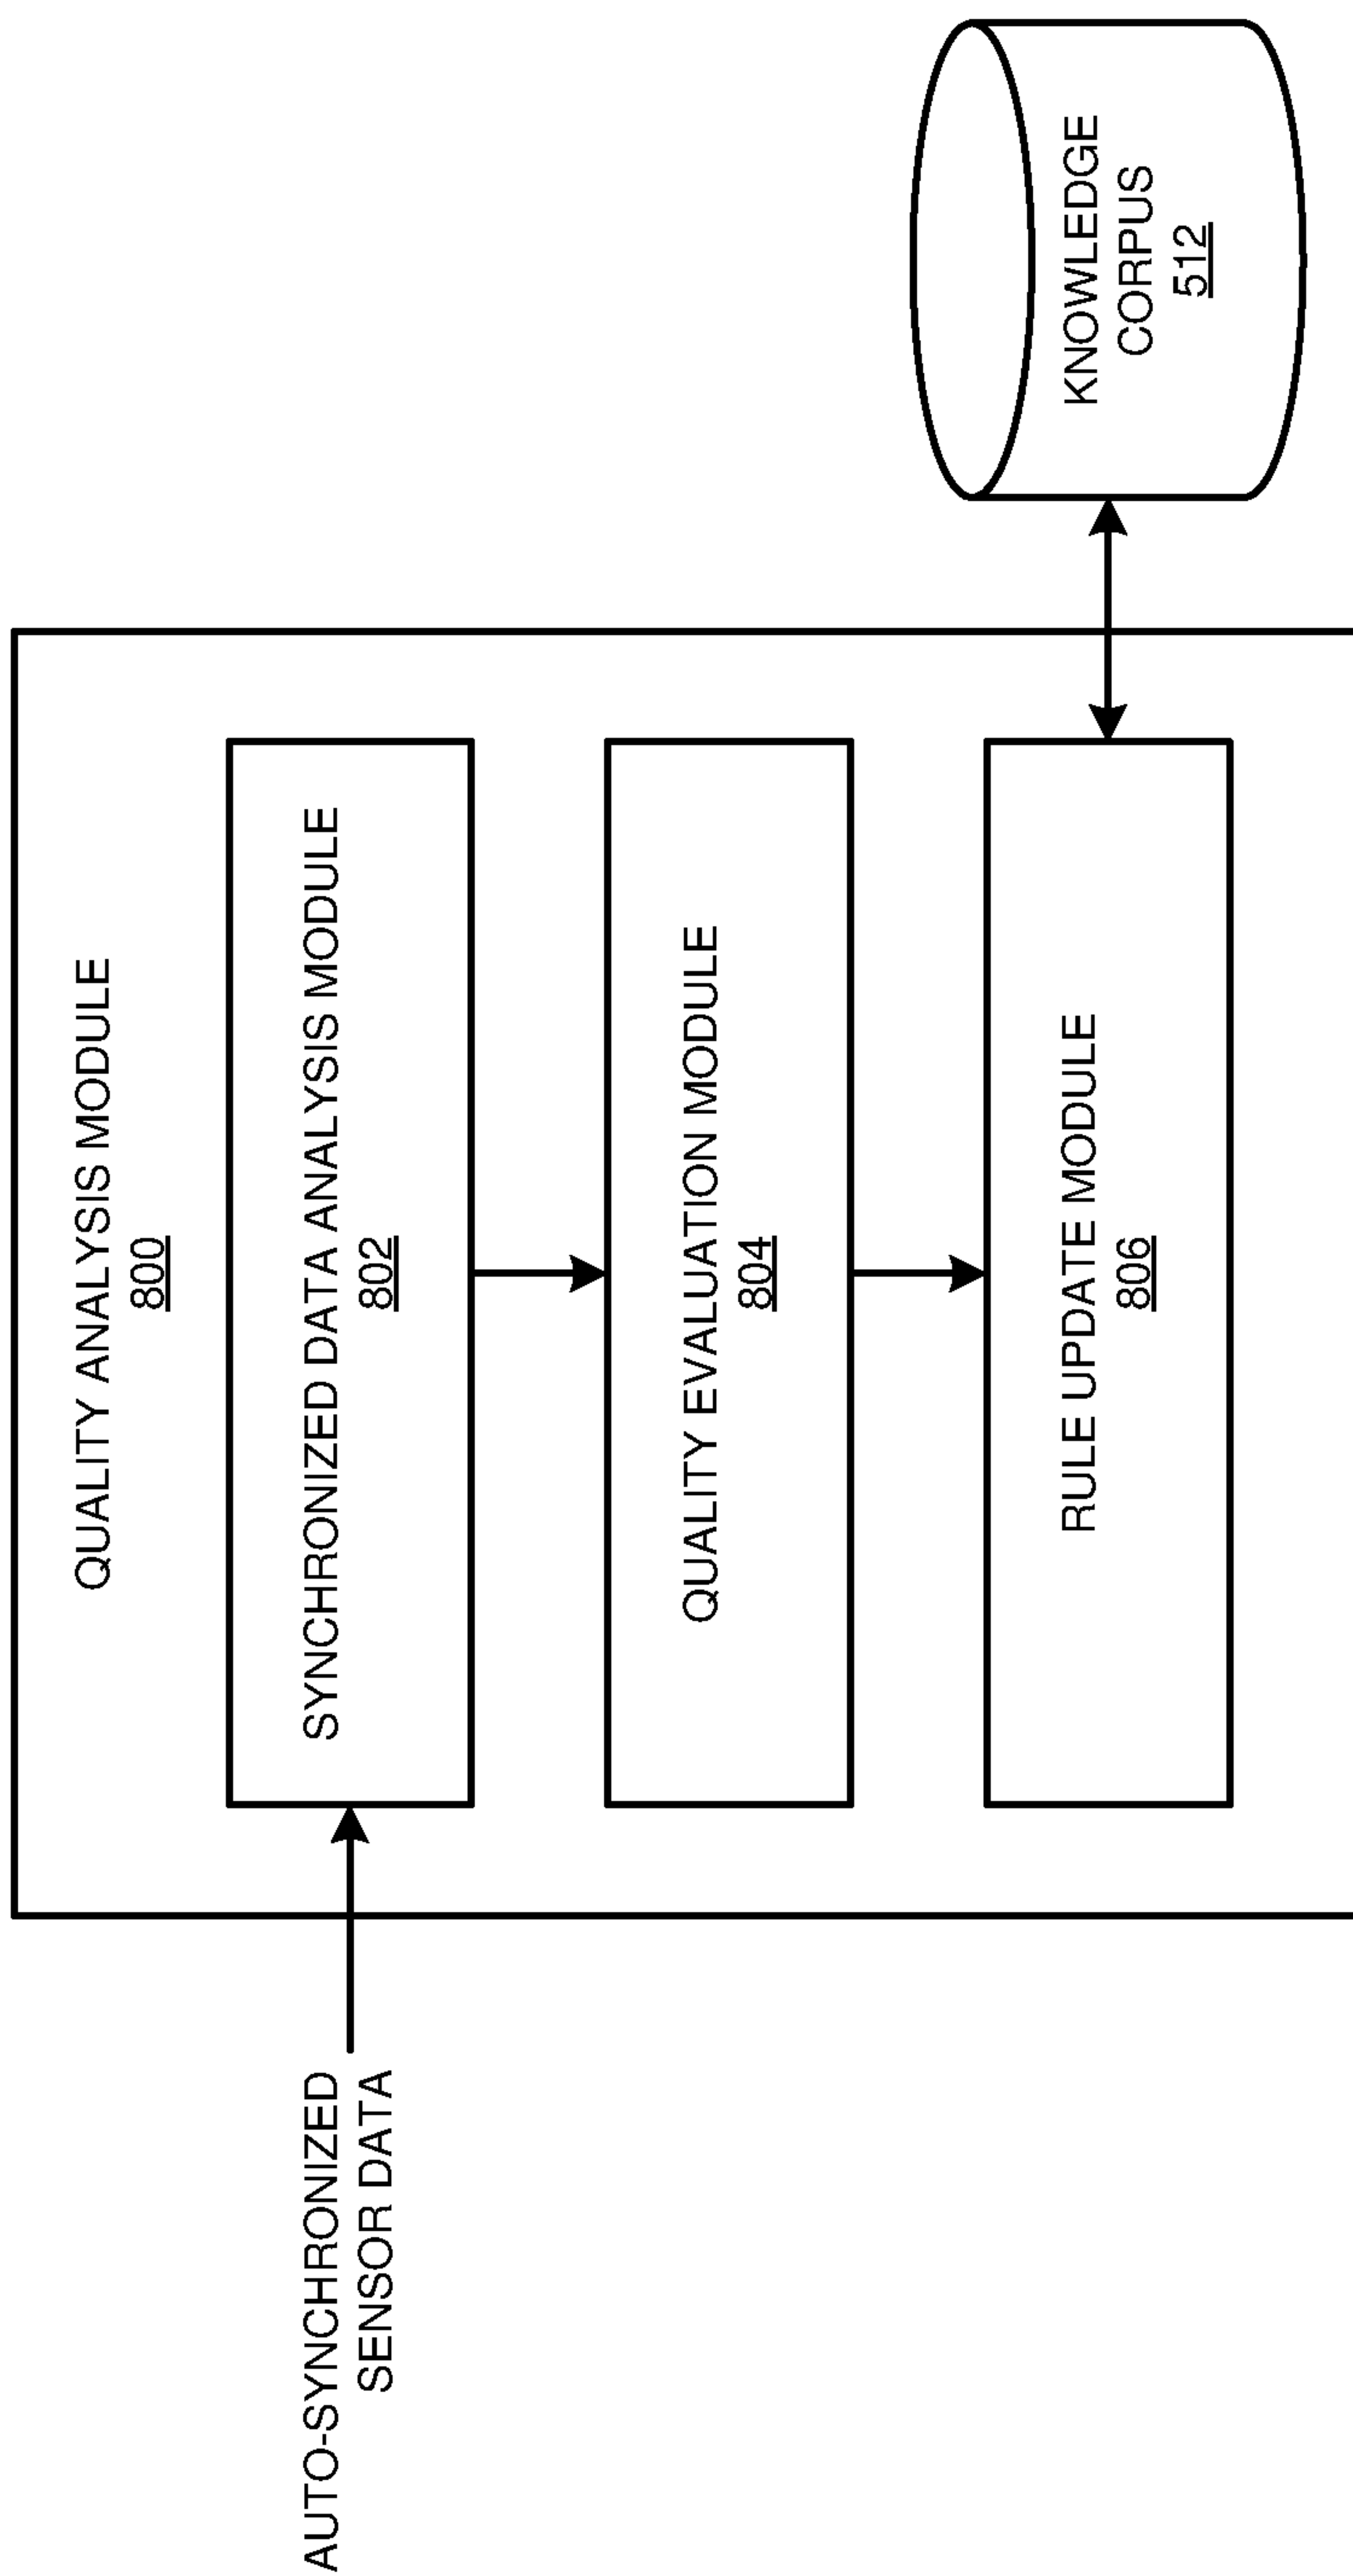 QUALITY ANALYSIS MODULE
800
AUTO-SYNCHRONIZED
SENSOR DATA
SYNCHRONIZED DATA ANALYSIS MODULE
802
QUALITY EVALUATION MODULE
804
RULE UPDATE MODULE
806
KNOWLEDGE
CORPUS
512